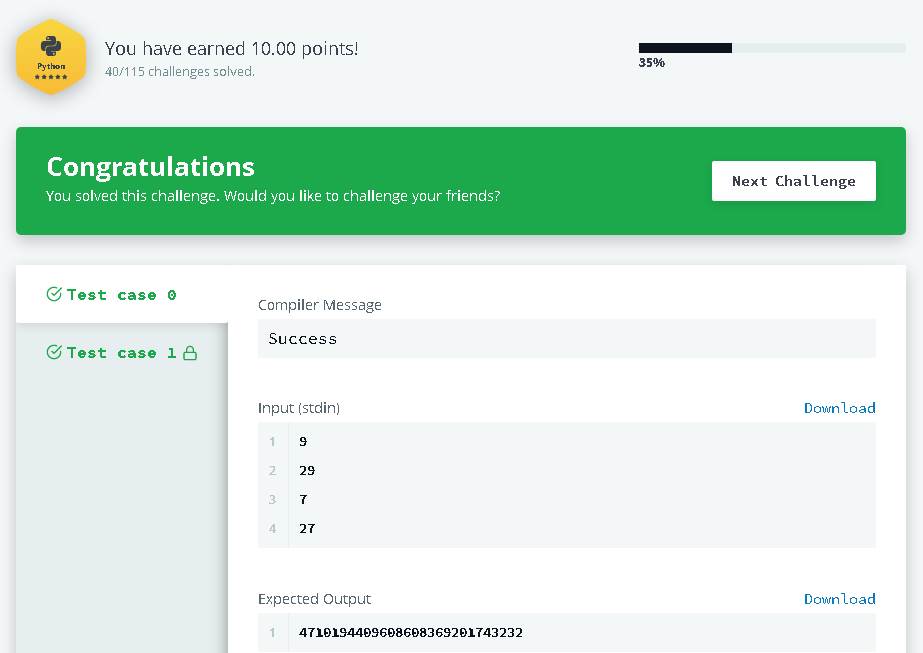 Python
You have earned 10.00 points!
40/115 challenges solved.
35%
Congratulations
You solved this challenge. Would you like to challenge your friends?
Next Challenge
Test case 0
Test case 1
Compiler Message
Success
Input (stdin)
Download
1 9
2 29
3 7
4 27
Expected Output
Download
1 4710194409608608369201743232